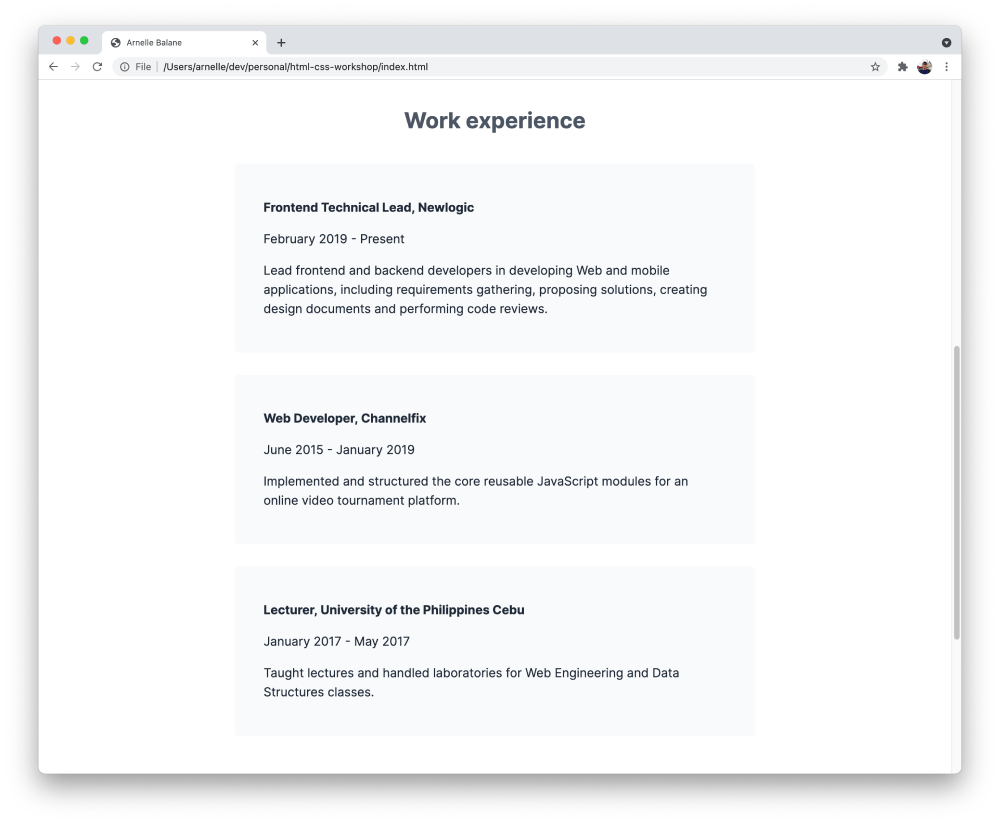 Arnelle Balane
File | /Users/arnelle/dev/personal/html-css-workshop/index.html
Work experience
Frontend Technical Lead, Newlogic
February 2019 - Present
Lead frontend and backend developers in developing Web and mobile
applications, including requirements gathering, proposing solutions, creating
design documents and performing code reviews.
Web Developer, Channelfix
June 2015 - January 2019
Implemented and structured the core reusable JavaScript modules for an
online video tournament platform.
Lecturer, University of the Philippines Cebu
January 2017 - May 2017
Taught lectures and handled laboratories for Web Engineering and Data
Structures classes.